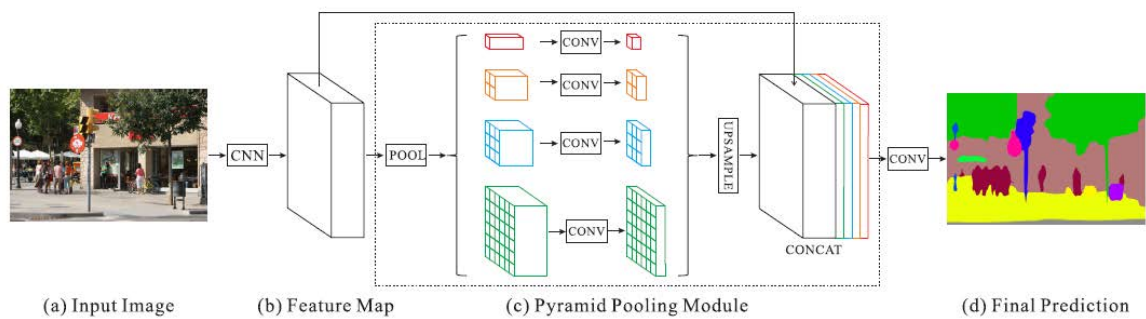 CNN
POOL
CONV
CONV
CONV
CONV
UPSAMPLE
CONCAT
CONV
(a) Input Image
(b) Feature Map
(c) Pyramid Pooling Module
(d) Final Prediction